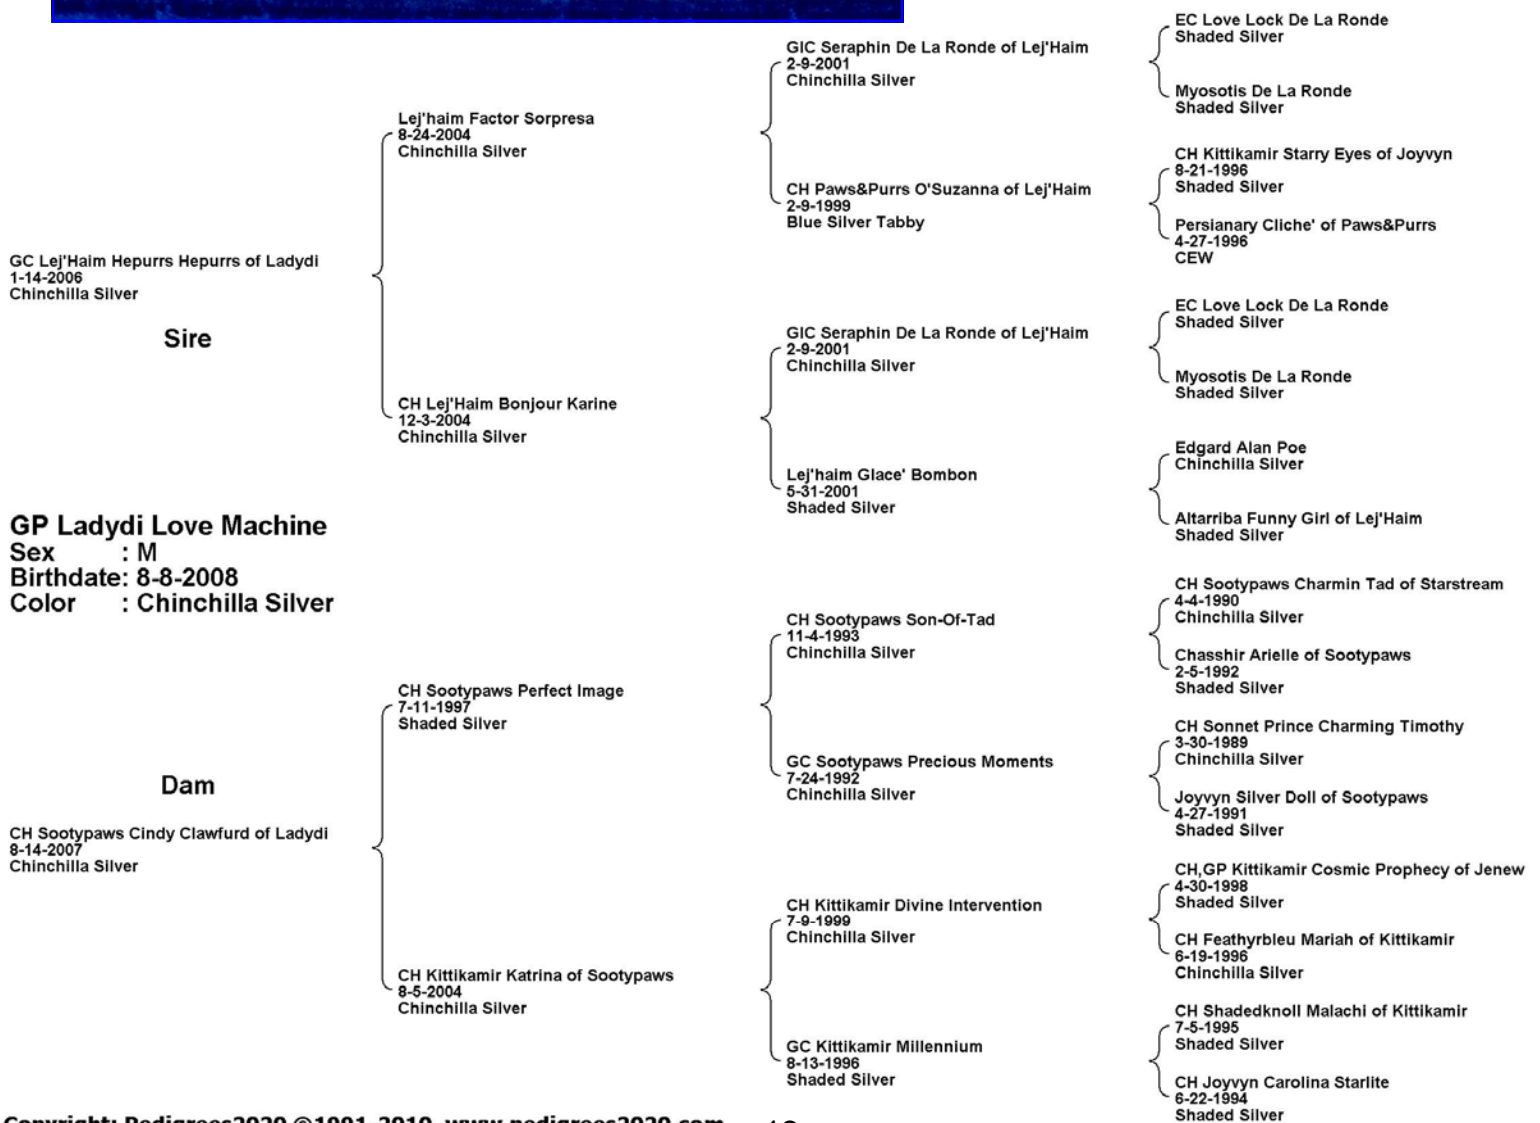 GP Ladydi Love Machine
Sex : M
Birthdate: 8-8-2008
Color : Chinchilla Silver
GC Lej'Haim Hepurrs Hepurrs of Ladydi
1-14-2006
Chinchilla Silver
Sire
Dam
CH Sootypaws Cindy Clawfurd of Ladydi
8-14-2007
Chinchilla Silver
Lej'haim Factor Sorpresa
8-24-2004
Chinchilla Silver
CH Lej'Haim Bonjour Karine
12-3-2004
Chinchilla Silver
CH Sootypaws Perfect Image
7-11-1997
Shaded Silver
CH Kittikamir Katrina of Sootypaws
8-5-2004
Chinchilla Silver
GIC Seraphin De La Ronde of Lej'Haim
2-9-2001
Chinchilla Silver
CH Paws&Purrs O'Suzanna of Lej'Haim
2-9-1999
Blue Silver Tabby
GIC Seraphin De La Ronde of Lej'Haim
2-9-2001
Chinchilla Silver
Lej'haim Glace' Bombon
5-31-2001
Shaded Silver
CH Sootypaws Son-Of-Tad
11-4-1993
Chinchilla Silver
GC Sootypaws Precious Moments
7-24-1992
Chinchilla Silver
CH Kittikamir Divine Intervention
7-9-1999
Chinchilla Silver
GC Kittikamir Millennium
8-13-1996
Shaded Silver
EC Love Lock De La Ronde
Shaded Silver
Myosotis De La Ronde
Shaded Silver
CH Kittikamir Starry Eyes of Joyvyn
8-21-1996
Shaded Silver
Persianary Cliche' of Paws&Purrs
4-27-1996
CEW
EC Love Lock De La Ronde
Shaded Silver
Myosotis De La Ronde
Shaded Silver
Edgard Alan Poe
Chinchilla Silver
Altarriba Funny Girl of Lej'Haim
Shaded Silver
CH Sootypaws Charmin Tad of Starstream
4-4-1990
Chinchilla Silver
Chasshir Arielle of Sootypaws
2-5-1992
Shaded Silver
CH Sonnet Prince Charming Timothy
3-30-1989
Chinchilla Silver
Joyvyn Silver Doll of Sootypaws
4-27-1991
Shaded Silver
CH,GP Kittikamir Cosmic Prophecy of Jenew
4-30-1998
Shaded Silver
CH Feathyrbleu Mariah of Kittikamir
6-19-1996
Chinchilla Silver
CH Shadedknoll Malachi of Kittikamir
7-5-1995
Shaded Silver
CH Joyvyn Carolina Starlite
6-22-1994
Shaded Silver
Copyright: Pedigrees2020 ©1991-2010 www.pedigrees2020.com